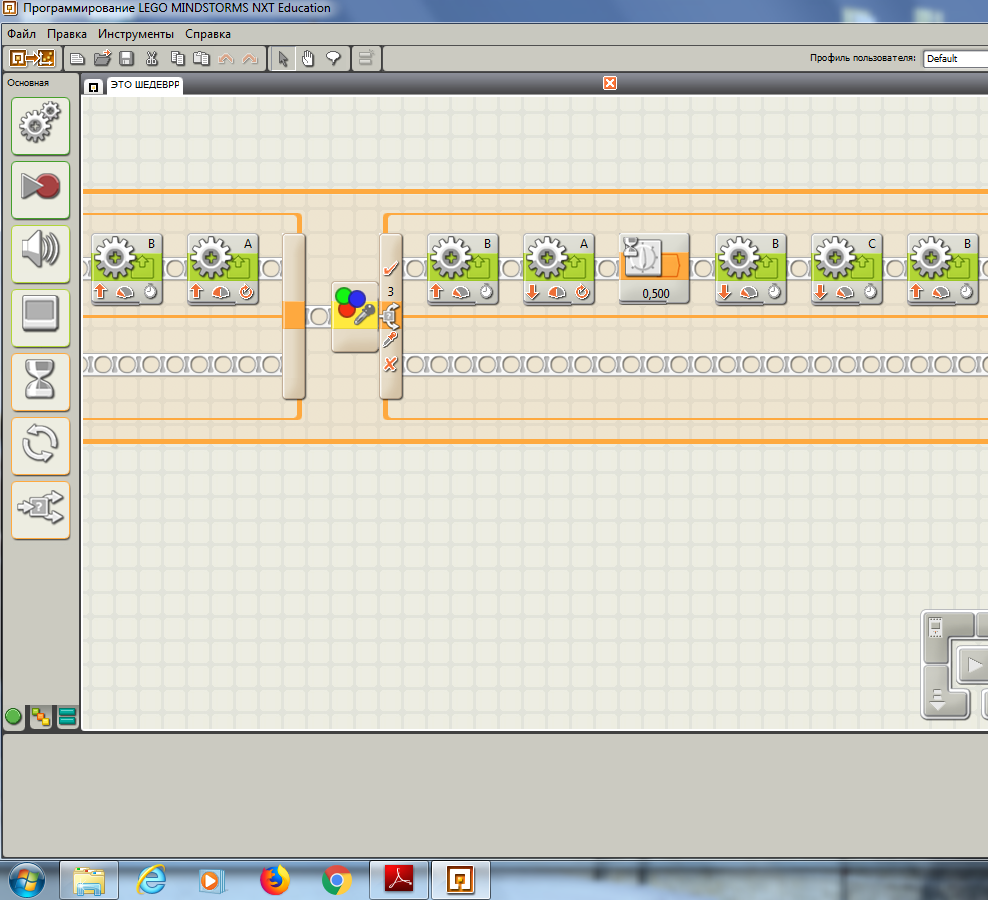 Программирование LEGO MINDSTORMS NXT Education
Файл Правка Инструменты Справка
Профиль пользователя: Default
Основная
ЭТО ШЕДЕВРР
B A B A B C B
3
0,500